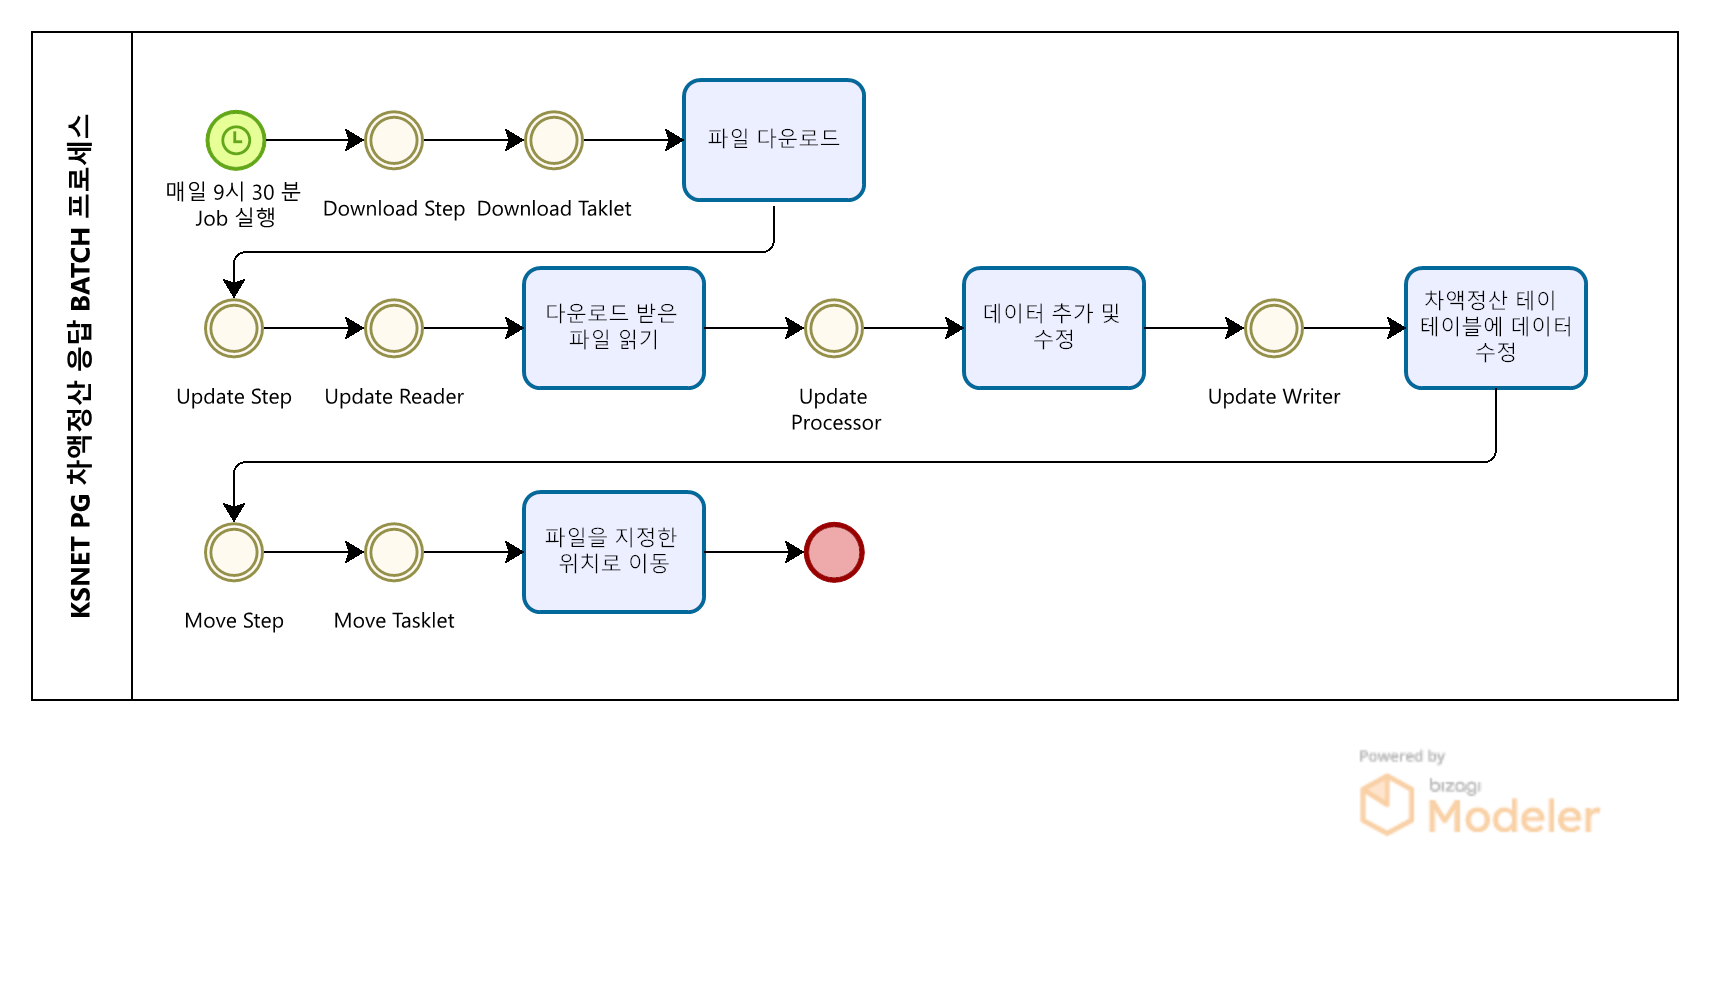 KSNET PG 차액정산 응답 BATCH 프로세스
매일 9시 30 분
Job 실행
Download Step
Download Taklet
파일 다운로드
Update Step
Update Reader
다운로드 받은
파일 읽기
Update
Processor
데이터 추가 및
수정
Update Writer
차액정산 테이
테이블에 데이터
수정
Move Step
Move Tasklet
파일을 지정한
위치로 이동
Powered by
bizagi
Modeler